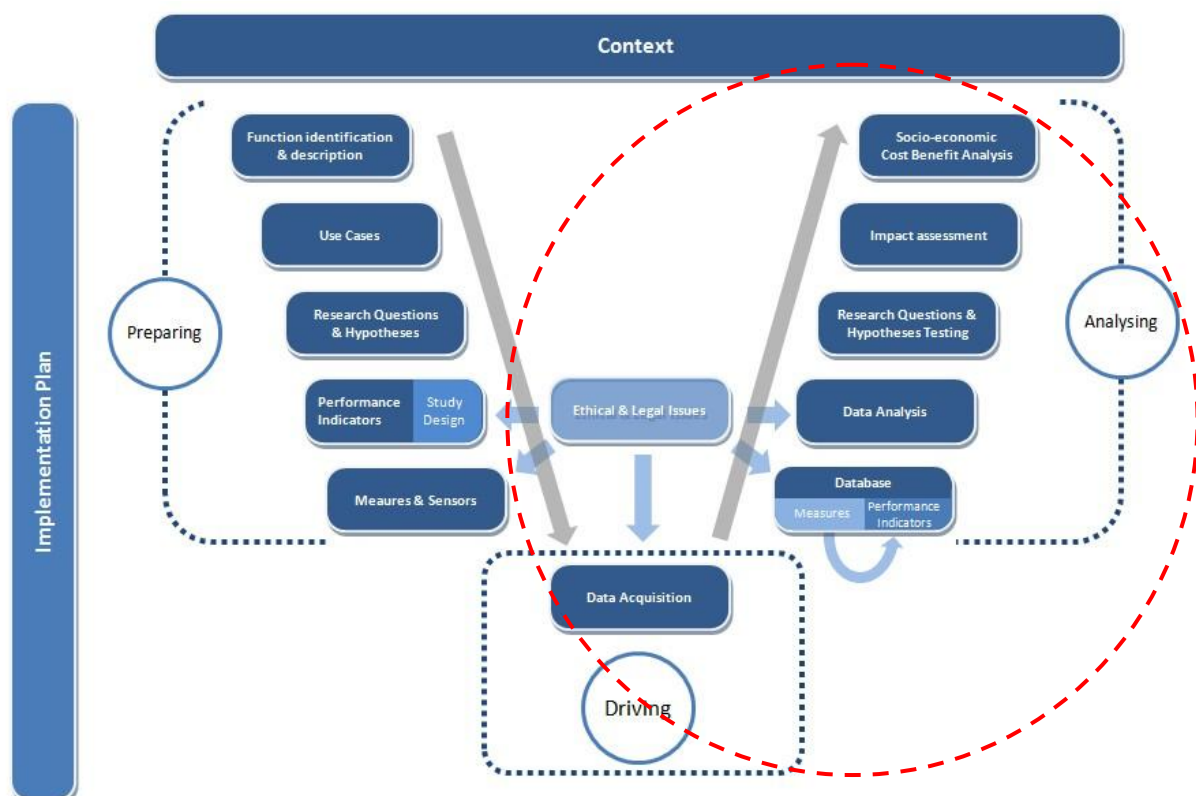 Context
Implementation Plan
Function identification
& description
Use Cases
Research Questions
& Hypotheses
Performance
Indicators
Study
Design
Meaures & Sensors
Preparing
Ethical & Legal Issues
Data Acquisition
Driving
Socio-economic
Cost Benefit Analysis
Impact assessment
Research Questions &
Hypotheses Testing
Data Analysis
Database
Measures
Performance
Indicators
Analysing